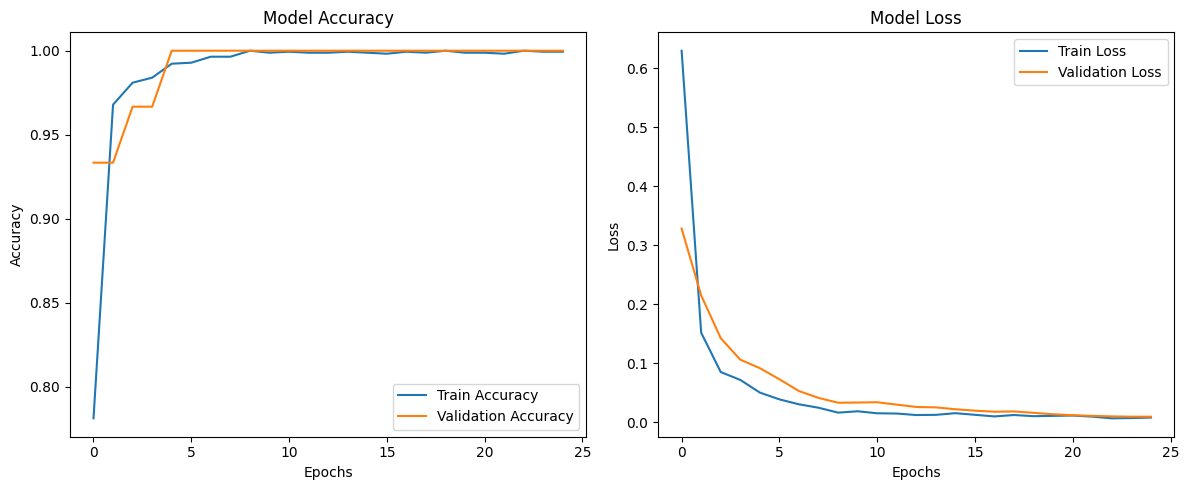 Model Accuracy
1.00
0.95
0.90
0.85
0.80
Accuracy
Train Accuracy
Validation Accuracy
0 5 10 15 20 25
Epochs
Model Loss
0.6
0.5
0.4
0.3
0.2
0.1
0.0
Loss
Train Loss
Validation Loss
0 5 10 15 20 25
Epochs